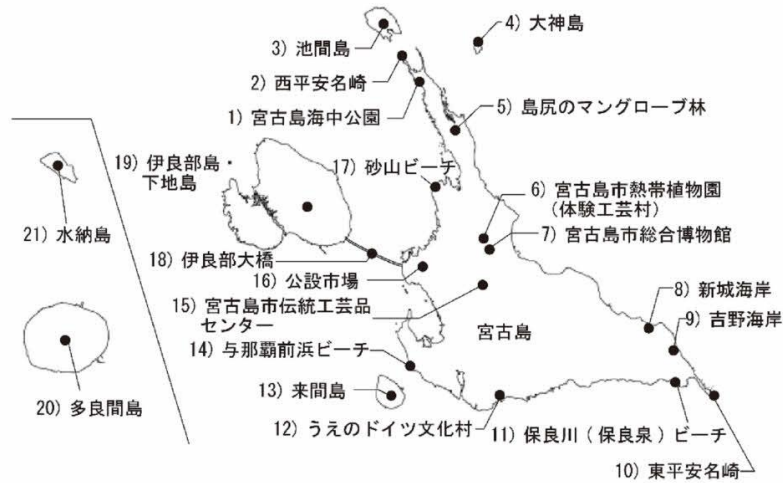 3）池間島
4）大神島
2）西平安名崎
1）宮古島海中公園
5）島尻のマングローブ林
19）伊良部島・
下地島
17）砂山ビーチ
6）宮古島市熱帯植物園
（体験工芸村）
7）宮古島市総合博物館
21）水納島
18）伊良部大橋
16）公設市場
15）宮古島市伝統工芸品
センター
8）新城海岸
宮古島
9）吉野海岸
14）与那覇前浜ビーチ
20）多良間島
13）来間島
12）うえのドイツ文化村
11）保良川（保良泉）ビーチ
10）東平安名崎